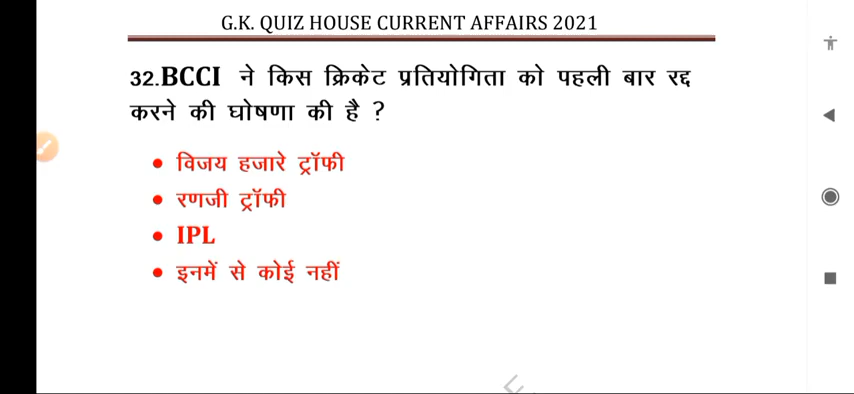 G.K. QUIZ HOUSE CURRENT AFFAIRS 2021
32.BCCI ने किस क्रिकेट प्रतियोगिता को पहली बार रद्द
करने की घोषणा की है ?
• विजय हजारे ट्रॉफी
• रणजी ट्रॉफी
• IPL
• इनमें से कोई नहीं